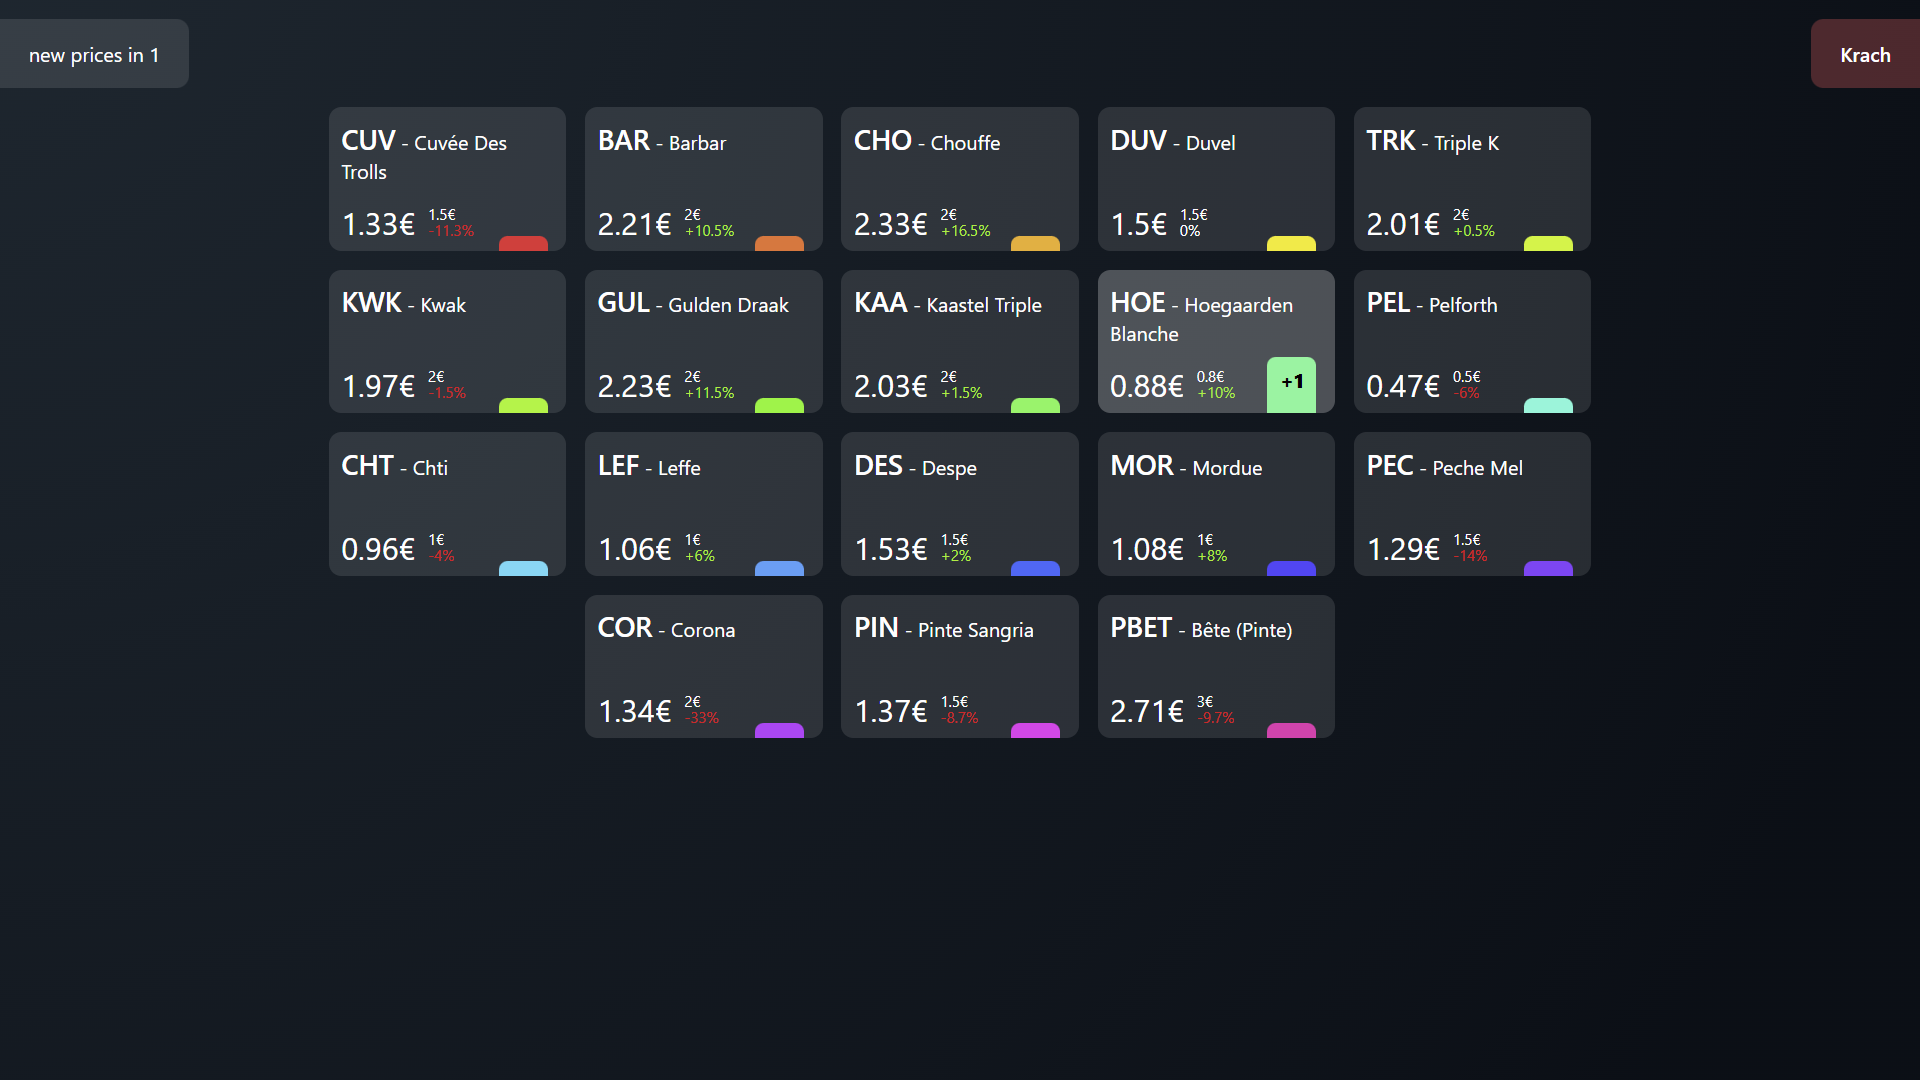 new prices in 1
Krach
CUV - Cuvée Des
Trolls
1.33€
1.5€
-11.3%
BAR - Barbar
2.21€
2€
+10.5%
CHO - Chouffe
2.33€
2€
+16.5%
DUV - Duvel
1.5€
1.5€
0%
TRK - Triple K
2.01€
2€
+0.5%
KWK - Kwak
1.97€
2€
-1.5%
GUL - Gulden Draak
2.23€
2€
+11.5%
KAA - Kaastel Triple
2.03€
2€
+1.5%
HOE - Hoegaarden
Blanche
0.88€
0.8€
+10%
+1
PEL - Pelforth
0.47€
0.5€
-6%
CHT - Chti
0.96€
1€
-4%
LEF - Leffe
1.06€
1€
+6%
DES - Despe
1.53€
1.5€
+2%
MOR - Mordue
1.08€
1€
+8%
PEC - Peche Mel
1.29€
1.5€
-14%
COR - Corona
1.34€
2€
-33%
PIN - Pinte Sangria
1.37€
1.5€
-8.7%
PBET - Bête (Pinte)
2.71€
3€
-9.7%